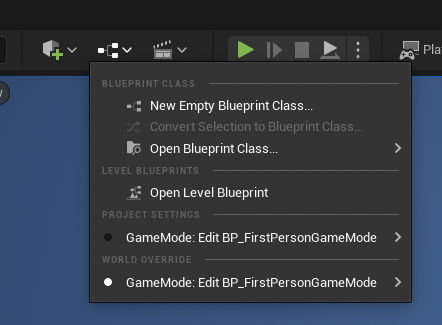 Pla
BLUEPRINT CLASS
New Empty Blueprint Class...
Convert Selection to Blueprint Class...
Open Blueprint Class...
LEVEL BLUEPRINTS
Open Level Blueprint
PROJECT SETTINGS
GameMode: Edit BP_FirstPersonGameMode
WORLD OVERRIDE
GameMode: Edit BP_FirstPersonGameMode